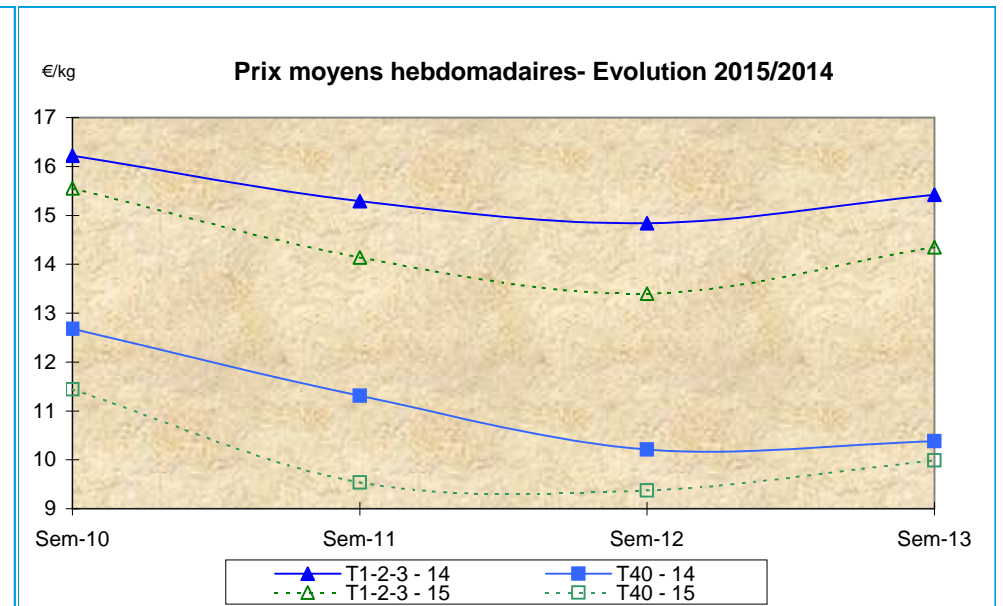 €/kg
Prix moyens hebdomadaires- Evolution 2015/2014
17
16
15
14
13
12
11
10
9
Sem-10 Sem-11 Sem-12 Sem-13
T1-2-3 - 14 T40 - 14
T1-2-3 - 15 T40 - 15